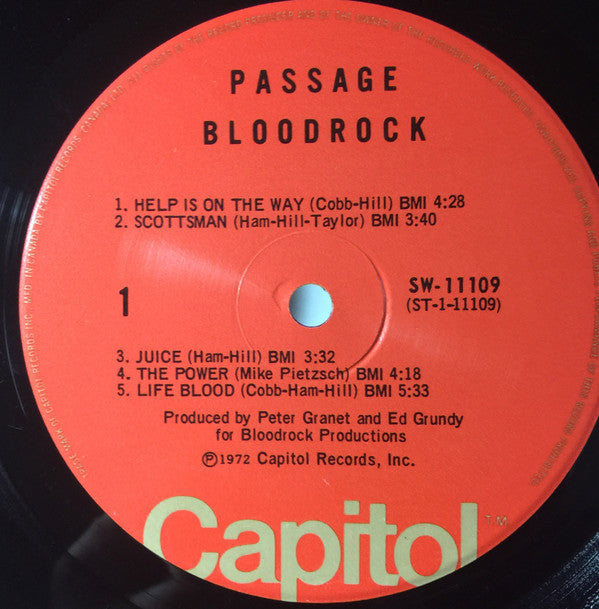 PASSAGE
BLOODROCK
1. HELP IS ON THE WAY (Cobb-Hill) BMI 4:28
2. SCOTTSMAN (Ham-Hill-Taylor) BMI 3:40
1
SW-11109
(ST-1-11109)
3. JUICE (Ham-Hill) BMI 3:32
4. THE POWER (Mike Pietzsch) BMI 4:18
5. LIFE BLOOD (Cobb-Ham-Hill) BMI 5:33
Produced by Peter Granet and Ed Grundy
for Bloodrock Productions
Ⓟ1972 Capitol Records, Inc.
Capitol T.M.